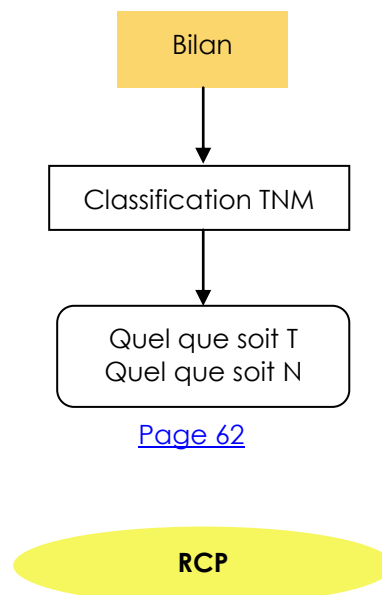 Bilan
Classification TNM
Quel que soit T
Quel que soit N
Page 62
RCP